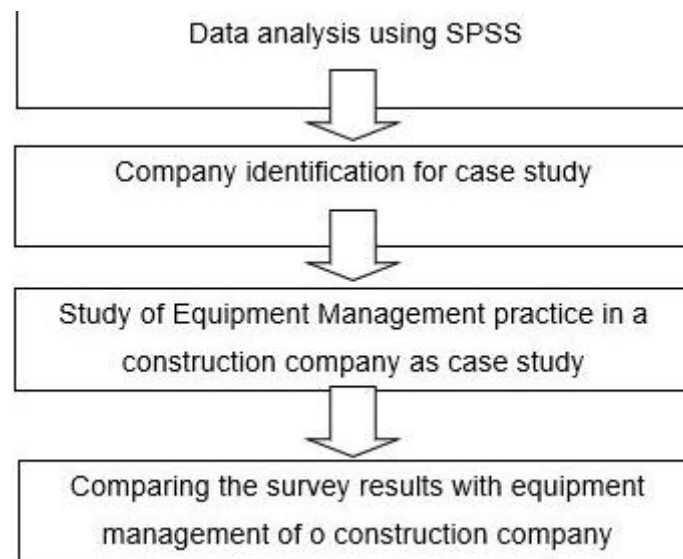 Data analysis using SPSS
Company identification for case study
Study of Equipment Management practice in a
construction company as case study
Comparing the survey results with equipment
management of o construction company